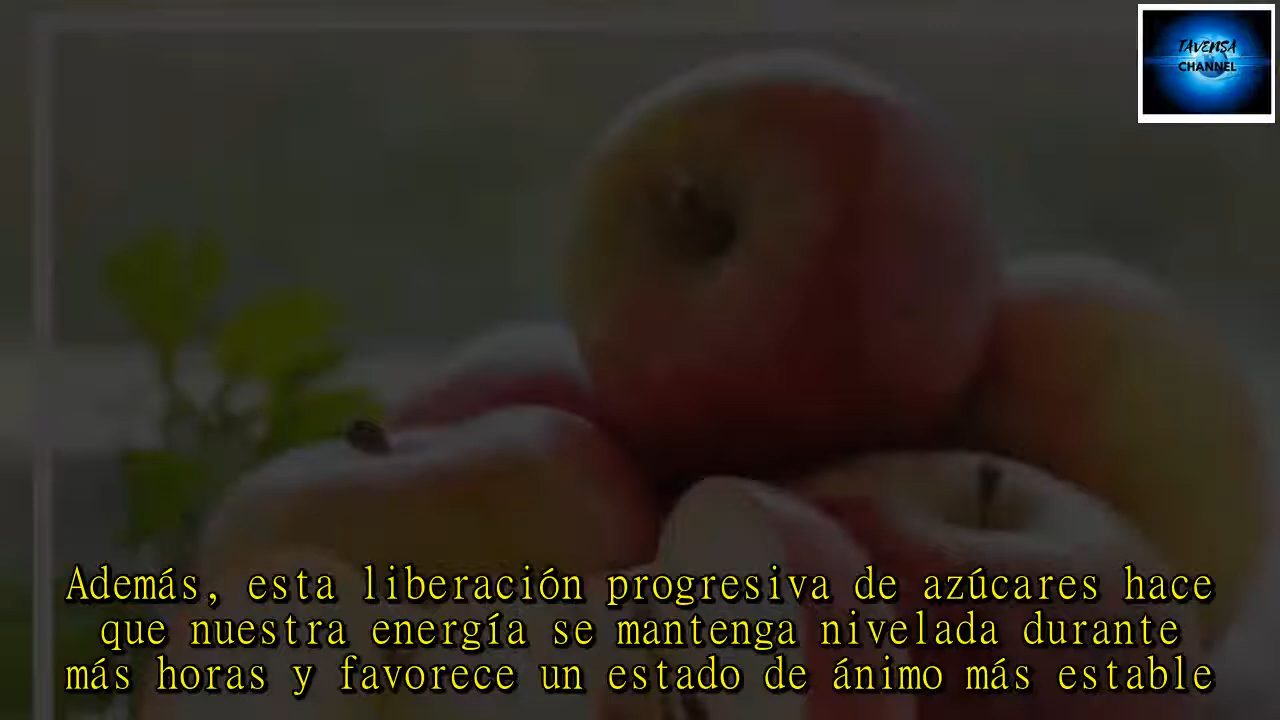 TAVENSA
CHANNEL
Además, esta liberación progresiva de azúcares hace
que nuestra energía se mantenga nivelada durante
más horas y favorece un estado de ánimo más estable